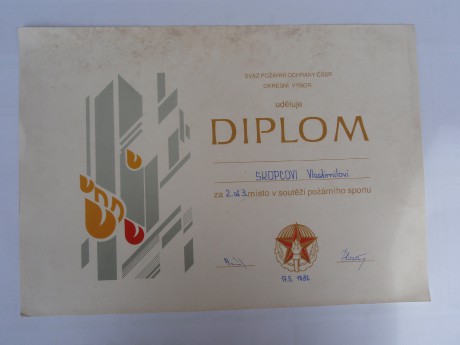 SVAZ POŽÁRNÍ OCHRANY ČSSR
OKRESNÍ VÝBOR
uděluje
DIPLOM
SKOPCOVI Vlastimilovi
za 2. až 3. místo v soutěži požárního sportu